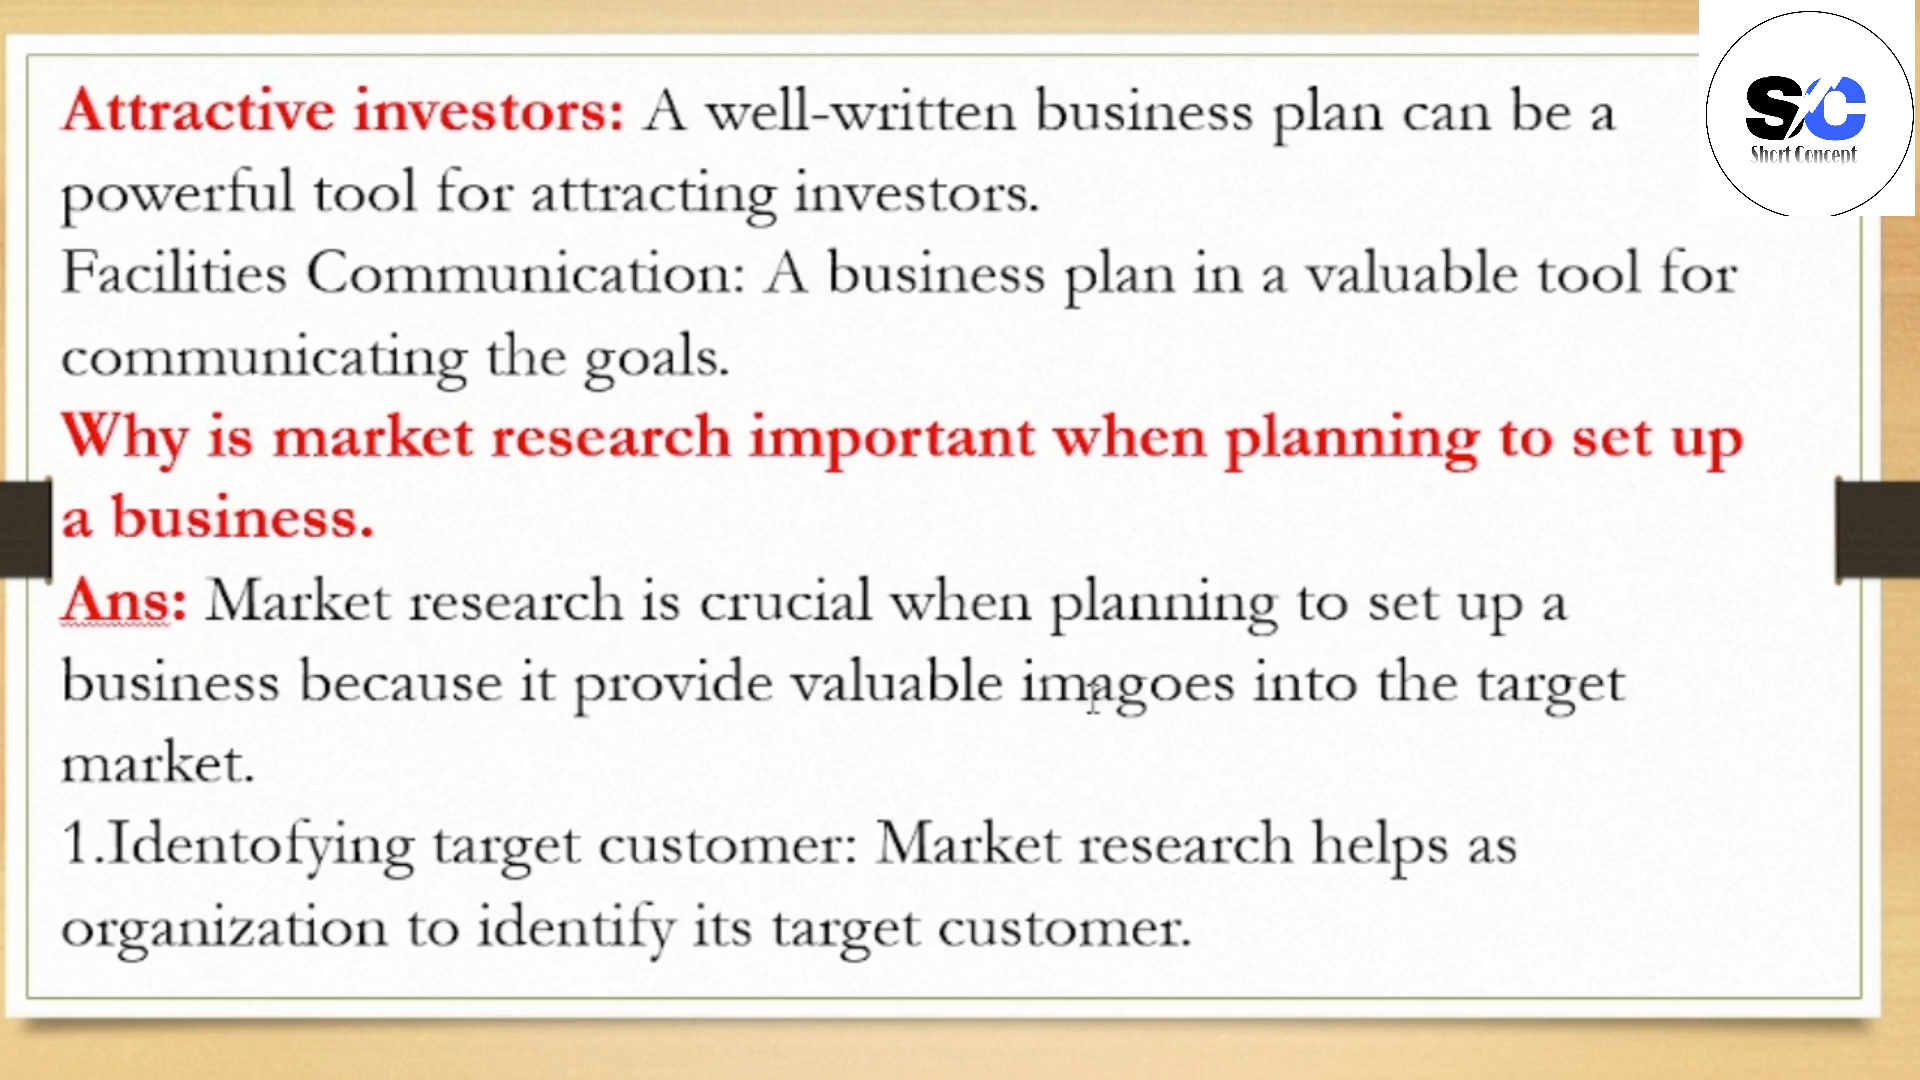 Attractive investors: A well-written business plan can be a
powerful tool for attracting investors.
Facilities Communication: A business plan in a valuable tool for
communicating the goals.
Why is market research important when planning to set up
a business.
Ans: Market research is crucial when planning to set up a
business because it provide valuable imagoes into the target
market.
1.Identofying target customer: Market research helps as
organization to identify its target customer.
S/C
Short Concept